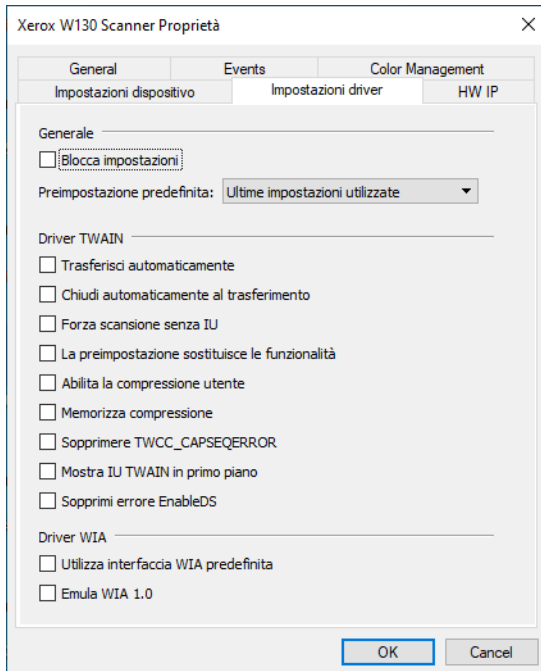 Xerox W130 Scanner Proprietà
General Events Color Management
Impostazioni dispositivo Impostazioni driver HW IP
Generale
Blocca impostazioni
Preimpostazione predefinita: Ultime impostazioni utilizzate
Driver TWAIN
Trasferisci automaticamente
Chiudi automaticamente al trasferimento
Forza scansione senza IU
La preimpostazione sostituisce le funzionalità
Abilita la compressione utente
Memorizza compressione
Sopprimere TWCC_CAPSEQERROR
Mostra IU TWAIN in primo piano
Sopprimi errore EnableDS
Driver WIA
Utilizza interfaccia WIA predefinita
Emula WIA 1.0
OK Cancel